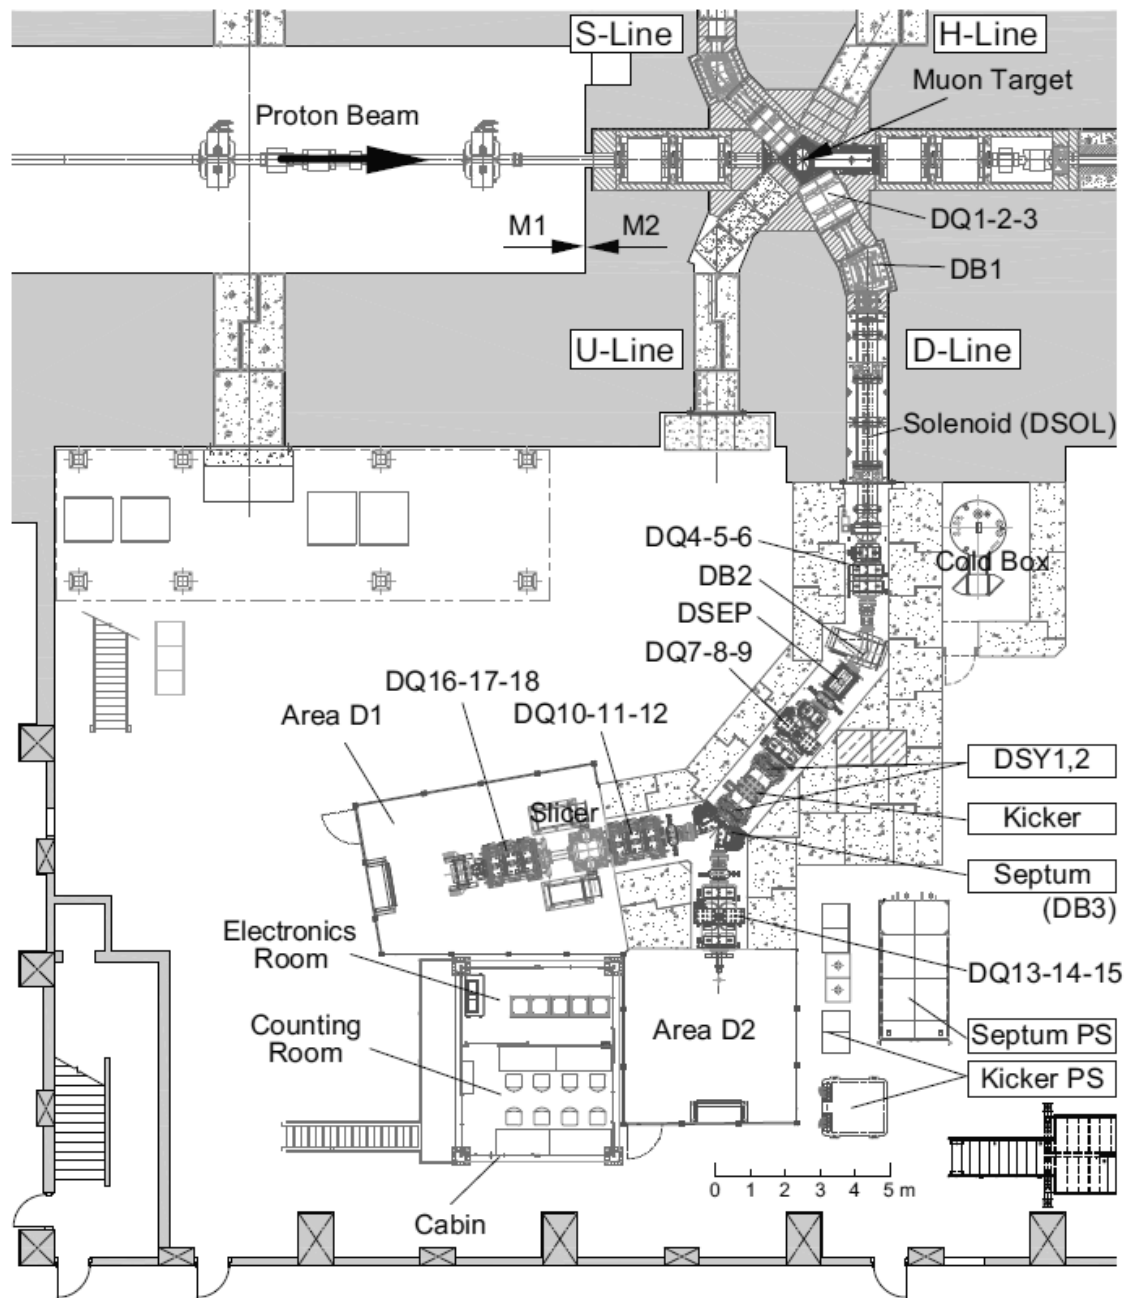 S-Line
H-Line
Muon Target
Proton Beam
DQ1-2-3
M1
M2
DB1
U-Line
D-Line
Solenoid (DSOL)
DQ4-5-6
Cold Box
DB2
DSEP
DQ7-8-9
DQ16-17-18
Area D1
DQ10-11-12
DSY1,2
Slicer
Kicker
Septum
(DB3)
Electronics
Room
DQ13-14-15
Counting
Room
Area D2
Septum PS
Kicker PS
0 1 2 3 4 5 m
Cabin